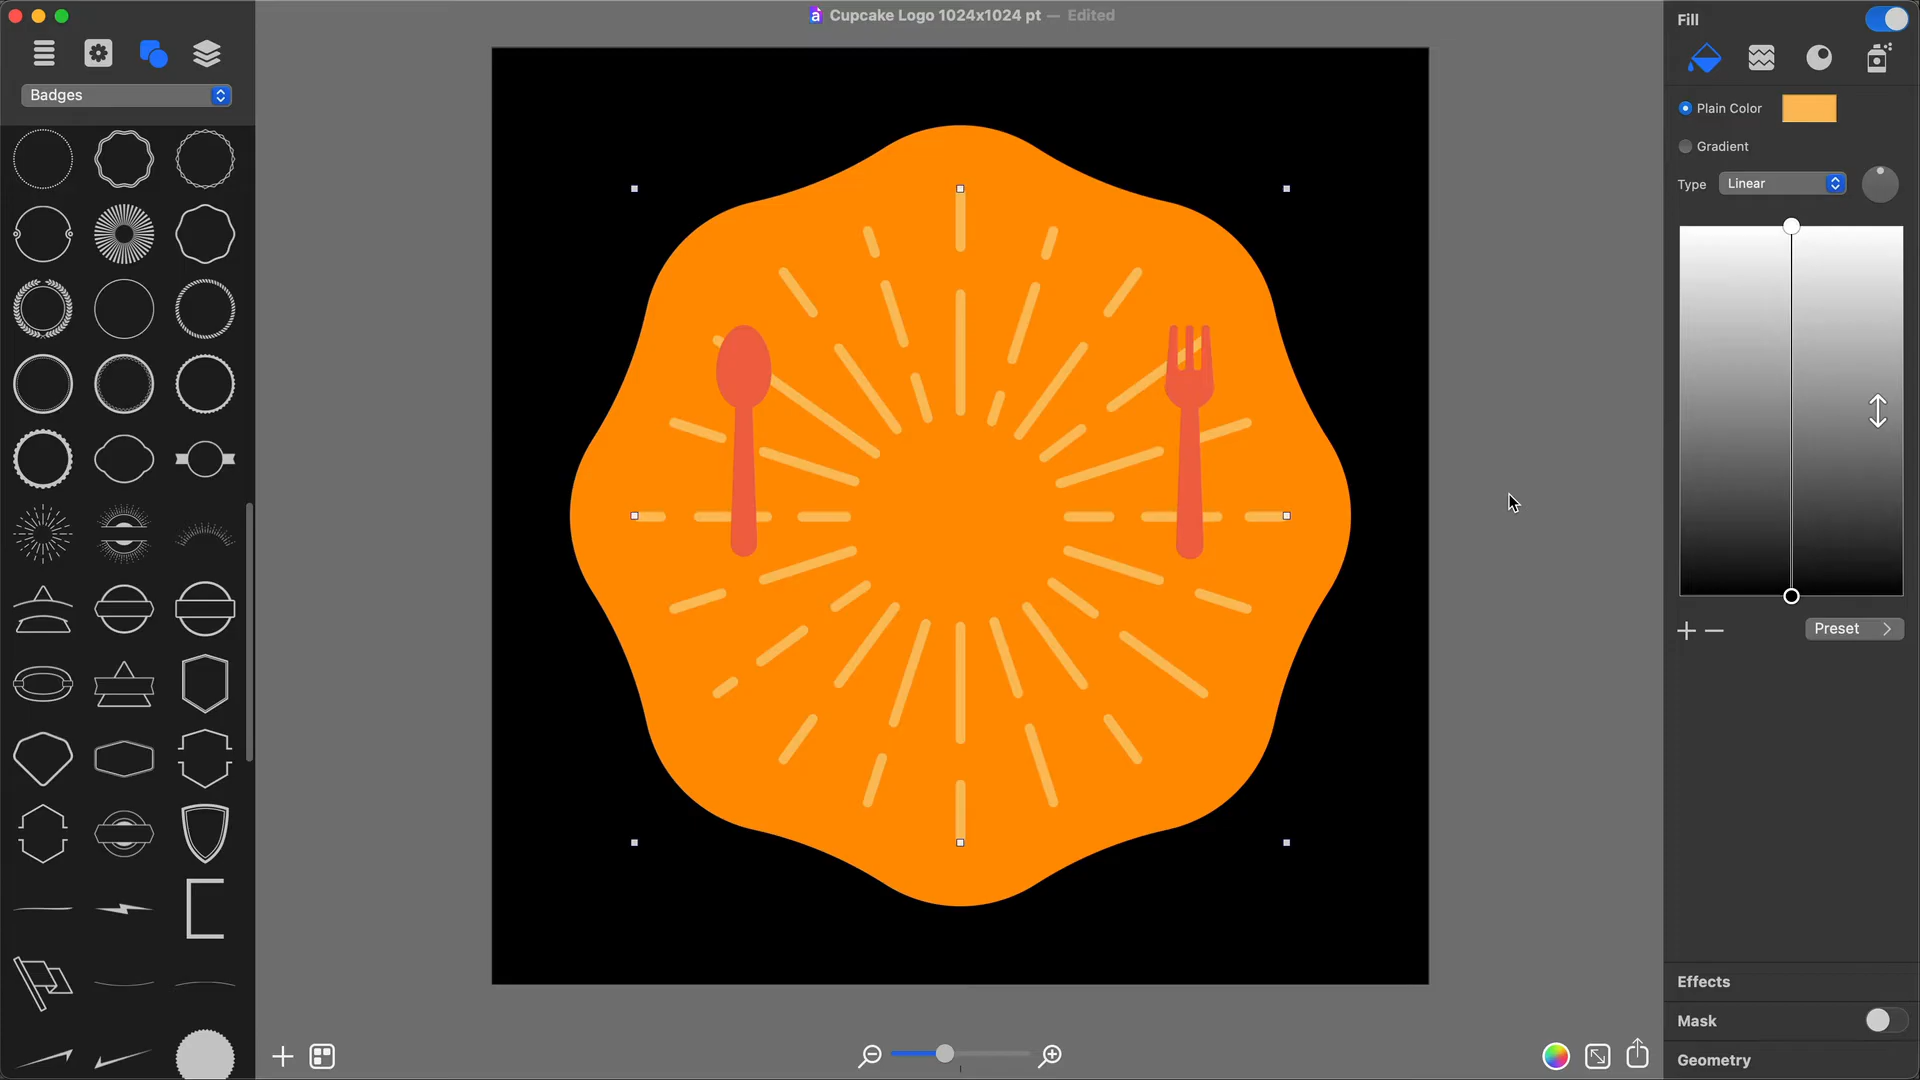 Cupcake Logo 1024x1024 pt — Edited
Fill
Badges
Plain Color
Gradient
Type Linear
Preset
Effects
Mask
Geometry